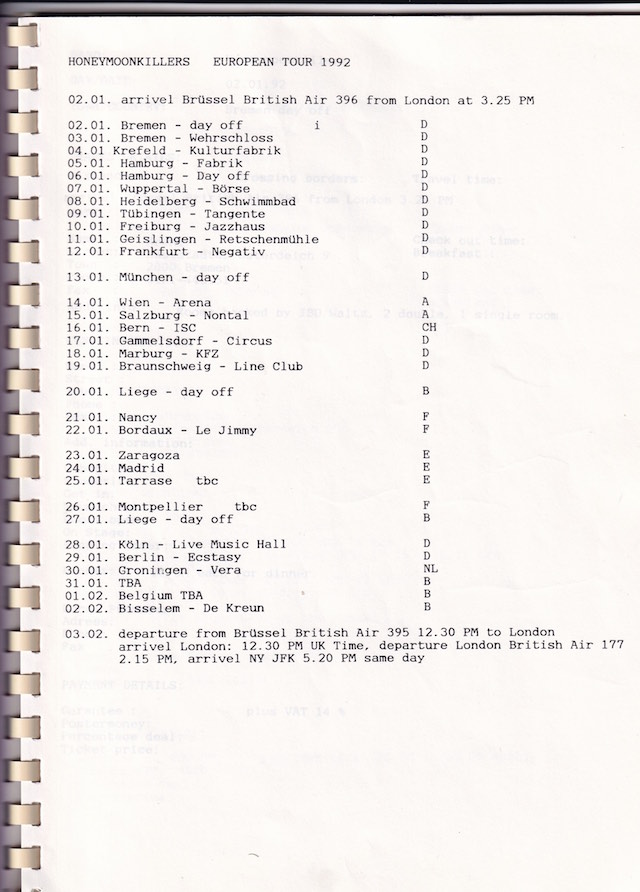 HONEYMOONKILLERS EUROPEAN TOUR 1992
02.01. arrivel Brüssel British Air 396 from London at 3.25 PM
02.01. Bremen - day off i D
03.01. Bremen - Wehrschloss D
04.01 Krefeld - Kulturfabrik D
05.01. Hamburg - Fabrik D
06.01. Hamburg - Day off D
07.01. Wuppertal - Börse D
08.01. Heidelberg - Schwimmbad D
09.01. Tübingen - Tangente D
10.01. Freiburg - Jazzhaus D
11.01. Geislingen - Retschenmühle D
12.01. Frankfurt - Negativ D
13.01. München - day off D
14.01. Wien - Arena A
15.01. Salzburg - Nontal A
16.01. Bern - ISC CH
17.01. Gammelsdorf - Circus D
18.01. Marburg - KFZ D
19.01. Braunschweig - Line Club D
20.01. Liege - day off B
21.01. Nancy F
22.01. Bordaux - Le Jimmy F
23.01. Zaragoza E
24.01. Madrid E
25.01. Tarrase tbc E
26.01. Montpellier tbc F
27.01. Liege - day off B
28.01. Köln - Live Music Hall D
29.01. Berlin - Ecstasy D
30.01. Groningen - Vera NL
31.01. TBA B
01.02. Belgium TBA B
02.02. Bisselem - De Kreun B
03.02. departure from Brüssel British Air 395 12.30 PM to London
arrivel London: 12.30 PM UK Time, departure London British Air 177
2.15 PM, arrivel NY JFK 5.20 PM same day
PAYMENT DETAILS
plus VAT 14 %
Ticket price: